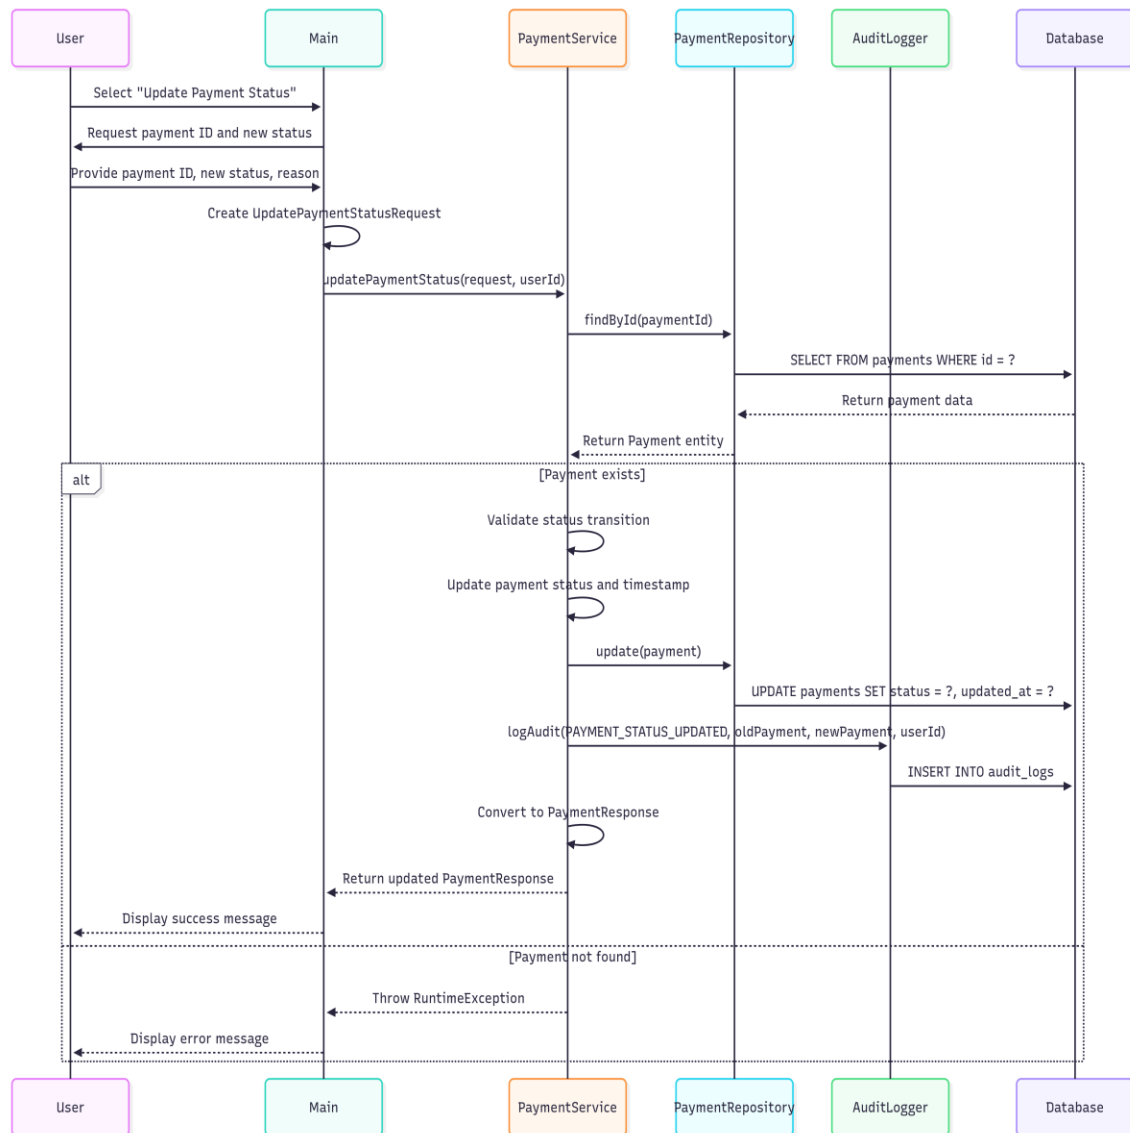 User
Main
PaymentService
PaymentRepository
AuditLogger
Database
Select "Update Payment Status"
Request payment ID and new status
Provide payment ID, new status, reason
Create UpdatePaymentStatusRequest
updatePaymentStatus(request, userId)
findById(paymentId)
SELECT FROM payments WHERE id = ?
Return payment data
Return Payment entity
alt
[Payment exists]
Validate status transition
Update payment status and timestamp
update(payment)
UPDATE payments SET status = ?, updated_at = ?
logAudit(PAYMENT_STATUS_UPDATED, oldPayment, newPayment, userId)
INSERT INTO audit_logs
Convert to PaymentResponse
Return updated PaymentResponse
Display success message
[Payment not found]
Throw RuntimeException
Display error message
User
Main
PaymentService
PaymentRepository
AuditLogger
Database